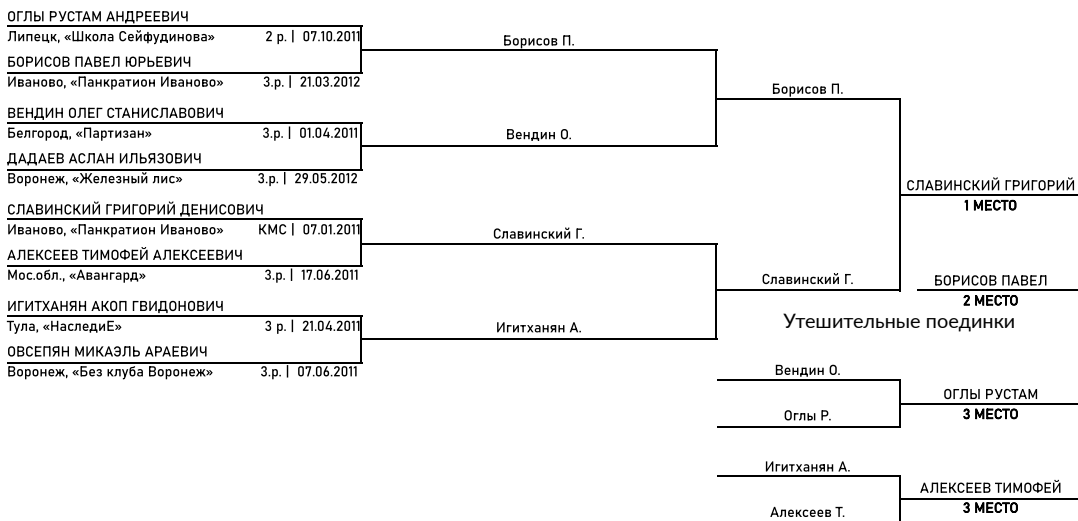 ОГЛЫ РУСТАМ АНДРЕЕВИЧ
Липецк, «Школа Сейфудинова» 2 р. | 07.10.2011
БОРИСОВ ПАВЕЛ ЮРЬЕВИЧ
Иваново, «Панкратион Иваново» 3.р. | 21.03.2012
ВЕНДИН ОЛЕГ СТАНИСЛАВОВИЧ
Белгород, «Партизан» 3.р. | 01.04.2011
ДАДАЕВ АСЛАН ИЛЬЯЗОВИЧ
Воронеж, «Железный лис» 3.р. | 29.05.2012
СЛАВИНСКИЙ ГРИГОРИЙ ДЕНИСОВИЧ
Иваново, «Панкратион Иваново» КМС | 07.01.2011
АЛЕКСЕЕВ ТИМОФЕЙ АЛЕКСЕЕВИЧ
Мос.обл., «Авангард» 3.р. | 17.06.2011
ИГИТХАНЯН АКОП ГВИДОНОВИЧ
Тула, «НаследиЕ» 3 р. | 21.04.2011
ОВСЕПЯН МИКАЭЛЬ АРАЕВИЧ
Воронеж, «Без клуба Воронеж» 3.р. | 07.06.2011
Борисов П.
Вендин О.
Славинский Г.
Игитханян А.
Борисов П.
Славинский Г.
СЛАВИНСКИЙ ГРИГОРИЙ
1 МЕСТО
БОРИСОВ ПАВЕЛ
2 МЕСТО
Утешительные поединки
Вендин О.
Оглы Р.
ОГЛЫ РУСТАМ
3 МЕСТО
Игитханян А.
Алексеев Т.
АЛЕКСЕЕВ ТИМОФЕЙ
3 МЕСТО